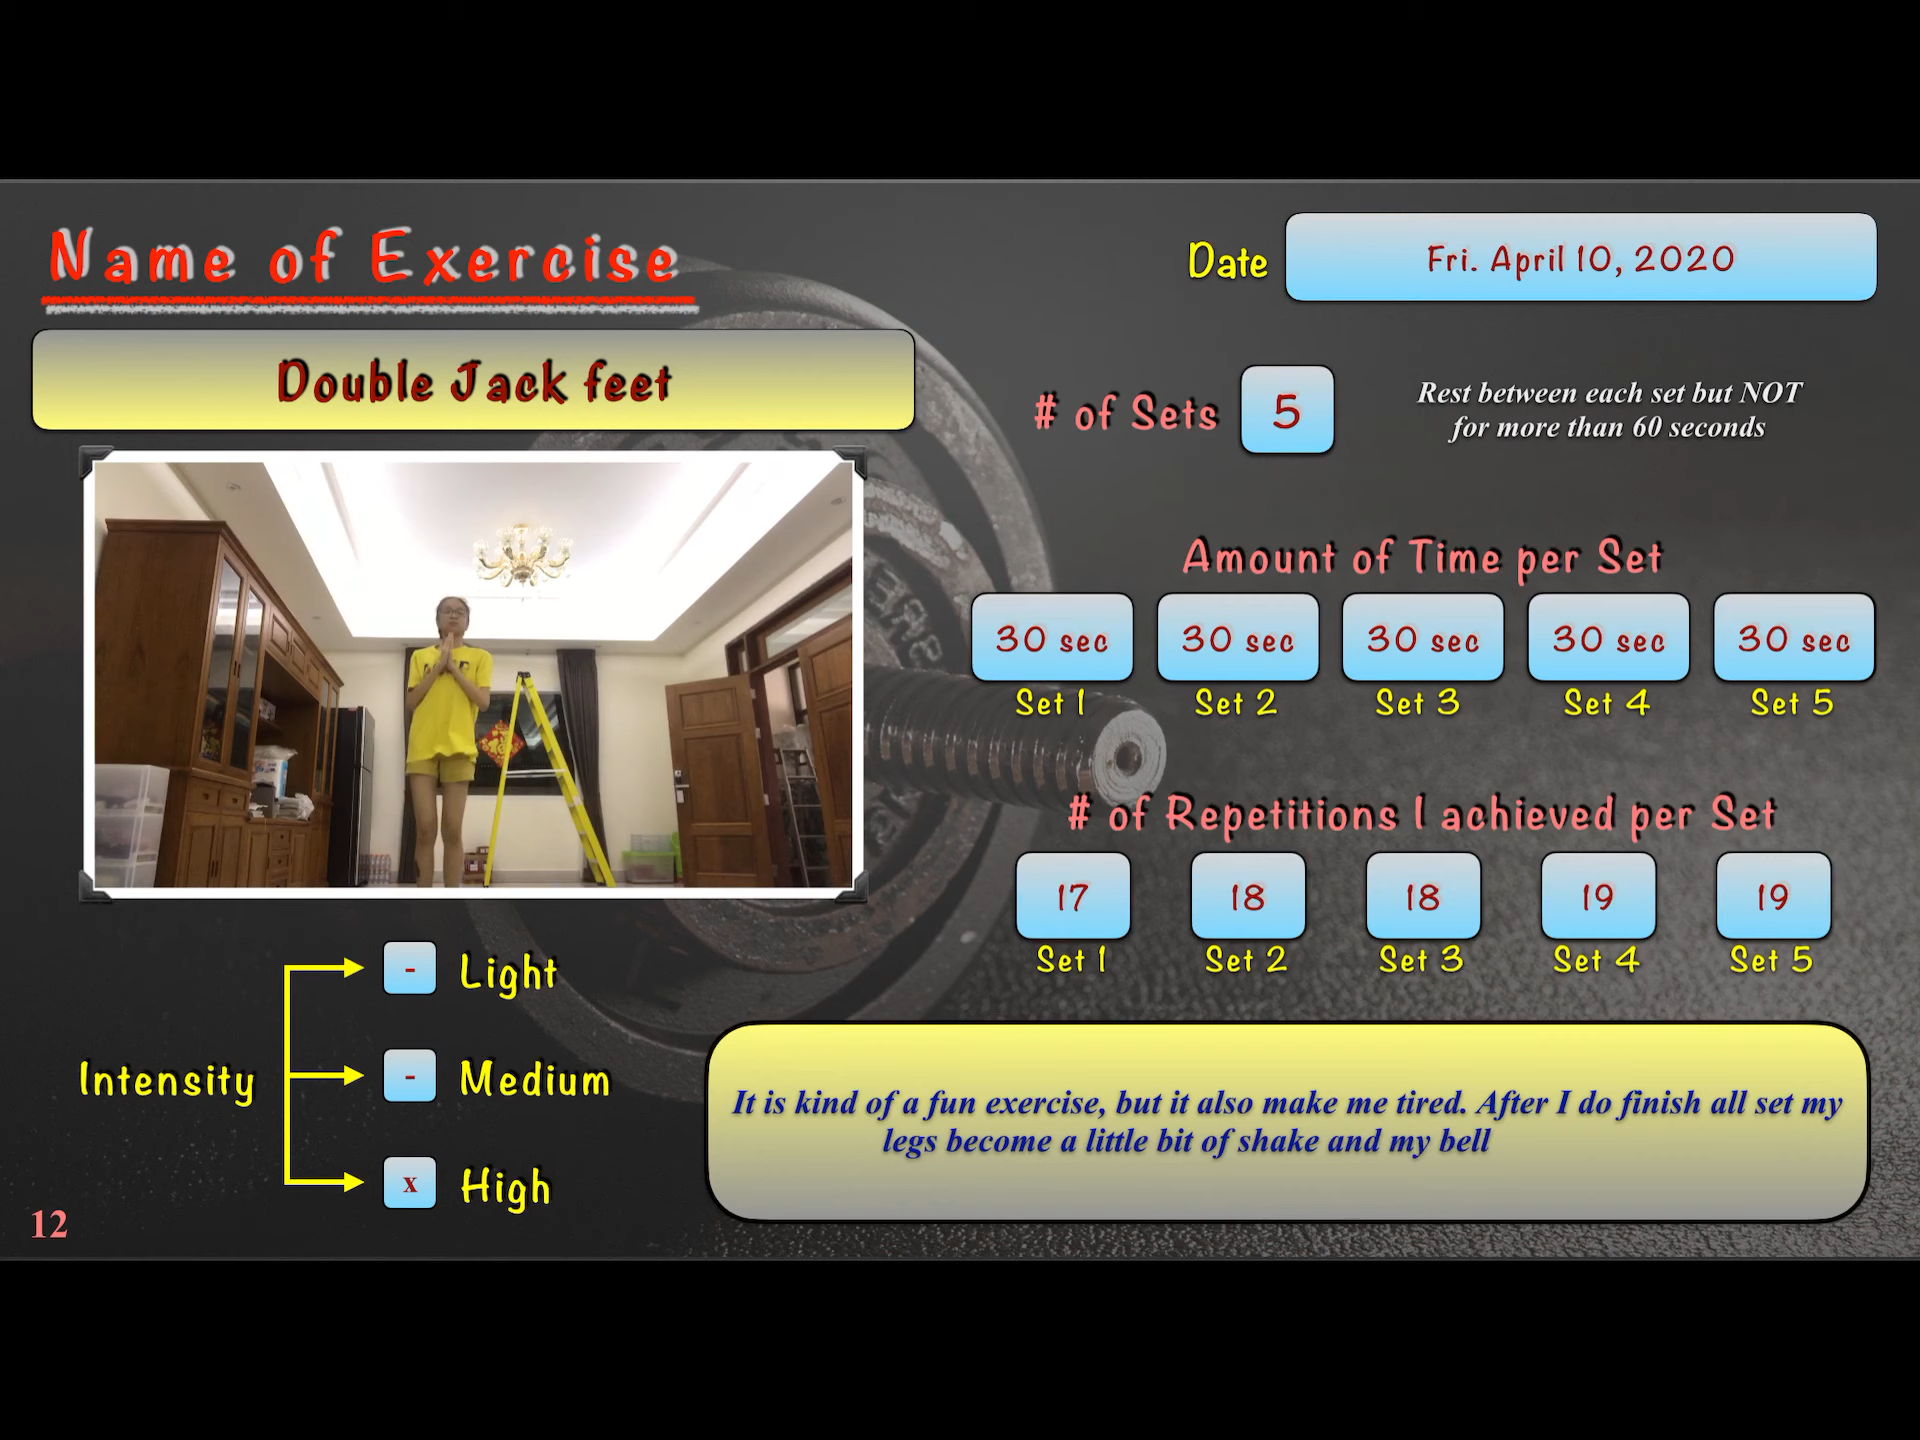 Name of Exercise
Date
Fri. April 10, 2020
Double Jack feet
# of Sets
5
Rest between each set but NOT
for more than 60 seconds
Amount of Time per Set
30 sec
30 sec
30 sec
30 sec
30 sec
Set 1
Set 2
Set 3
Set 4
Set 5
# of Repetitions I achieved per Set
17
18
18
19
19
Set 1
Set 2
Set 3
Set 4
Set 5
Intensity
- Light
- Medium
x High
It is kind of a fun exercise, but it also make me tired. After I do finish all set my
legs become a little bit of shake and my bell
12